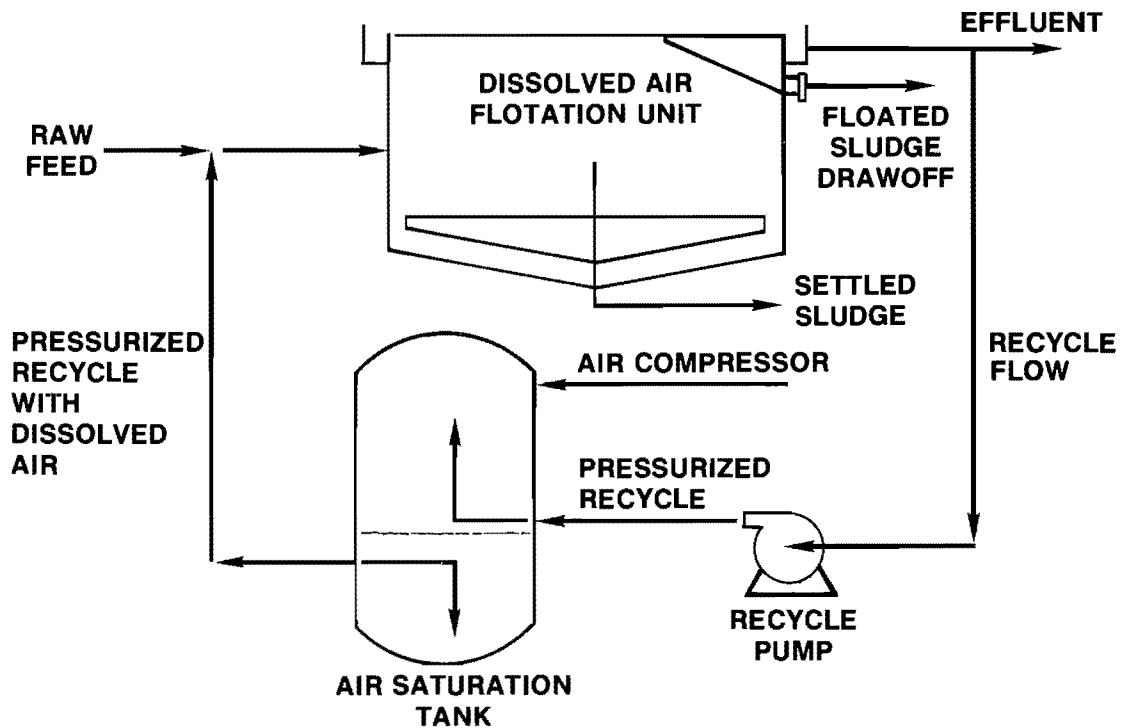 EFFLUENT
DISSOLVED AIR
FLOTATION UNIT
FLOATED
SLUDGE
DRAWOFF
RAW
FEED
SETTLED
SLUDGE
PRESSURIZED
RECYCLE
WITH
DISSOLVED
AIR
AIR COMPRESSOR
RECYCLE
FLOW
PRESSURIZED
RECYCLE
RECYCLE
PUMP
AIR SATURATION
TANK